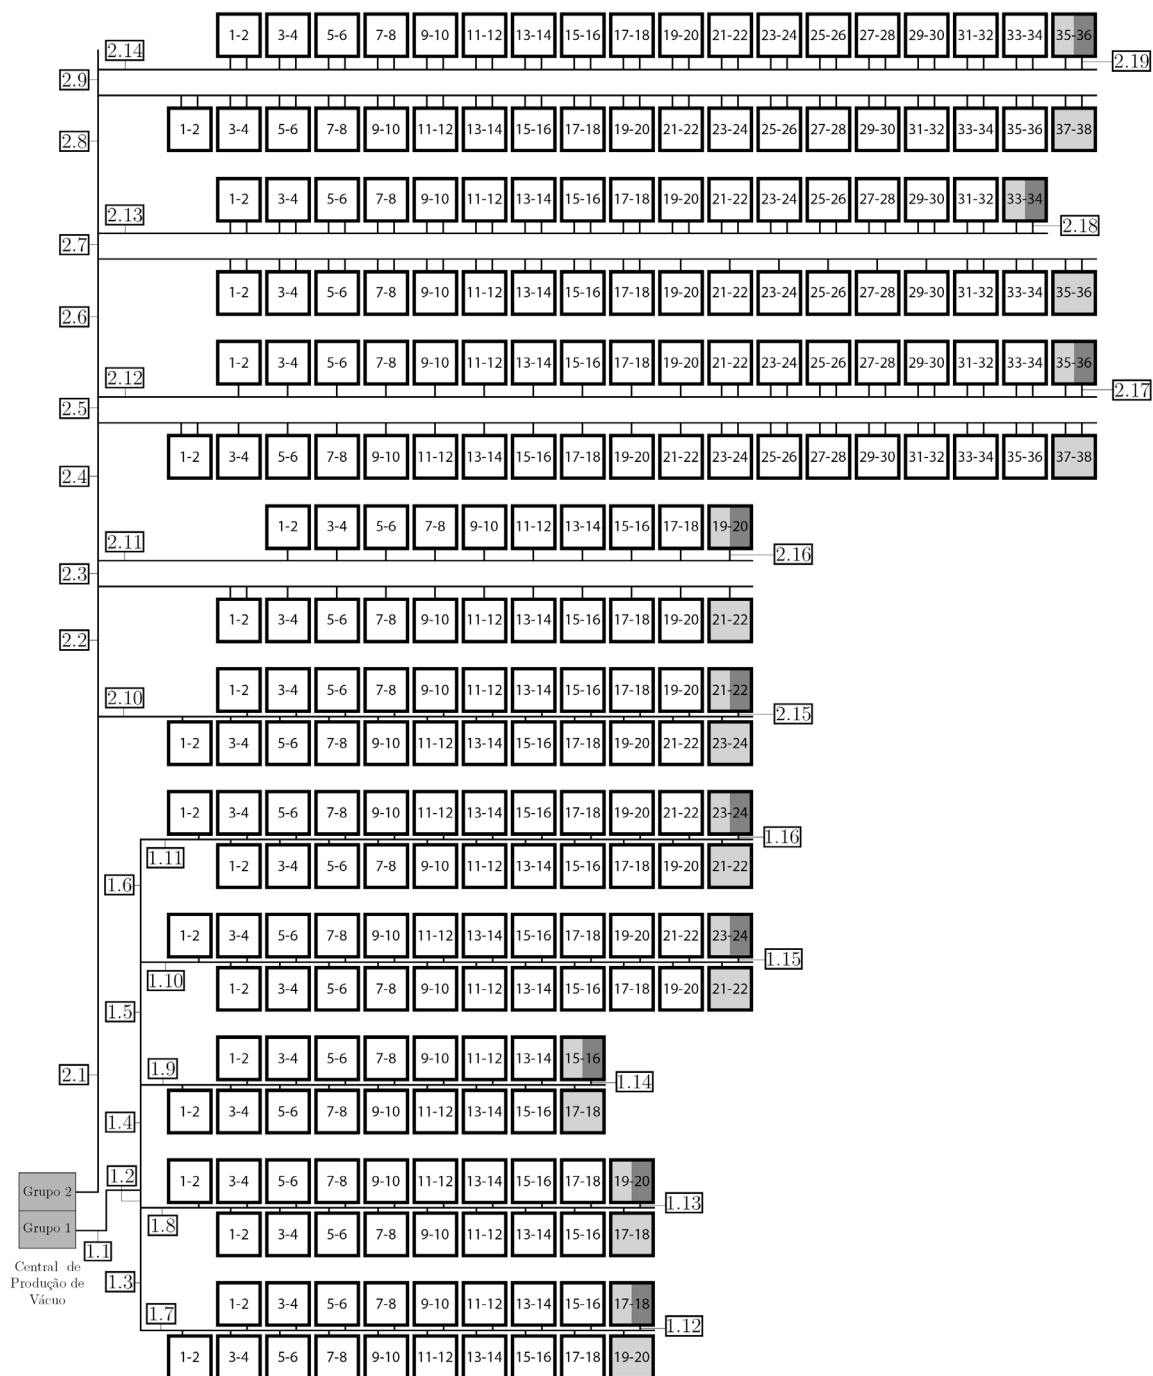 2.14
1-2 3-4 5-6 7-8 9-10 11-12 13-14 15-16 17-18 19-20 21-22 23-24 25-26 27-28 29-30 31-32 33-34 35-36
2.19
2.9
2.8
1-2 3-4 5-6 7-8 9-10 11-12 13-14 15-16 17-18 19-20 21-22 23-24 25-26 27-28 29-30 31-32 33-34 35-36 37-38
1-2 3-4 5-6 7-8 9-10 11-12 13-14 15-16 17-18 19-20 21-22 23-24 25-26 27-28 29-30 31-32 33-34
2.13
2.18
2.7
1-2 3-4 5-6 7-8 9-10 11-12 13-14 15-16 17-18 19-20 21-22 23-24 25-26 27-28 29-30 31-32 33-34 35-36
2.6
1-2 3-4 5-6 7-8 9-10 11-12 13-14 15-16 17-18 19-20 21-22 23-24 25-26 27-28 29-30 31-32 33-34 35-36
2.12
2.17
2.5
1-2 3-4 5-6 7-8 9-10 11-12 13-14 15-16 17-18 19-20 21-22 23-24 25-26 27-28 29-30 31-32 33-34 35-36 37-38
2.4
1-2 3-4 5-6 7-8 9-10 11-12 13-14 15-16 17-18 19-20
2.11
2.16
2.3
1-2 3-4 5-6 7-8 9-10 11-12 13-14 15-16 17-18 19-20 21-22
2.2
1-2 3-4 5-6 7-8 9-10 11-12 13-14 15-16 17-18 19-20 21-22
2.10
2.15
1-2 3-4 5-6 7-8 9-10 11-12 13-14 15-16 17-18 19-20 21-22 23-24
1-2 3-4 5-6 7-8 9-10 11-12 13-14 15-16 17-18 19-20 21-22 23-24
1.16
1.11
1-2 3-4 5-6 7-8 9-10 11-12 13-14 15-16 17-18 19-20 21-22
1.6
1-2 3-4 5-6 7-8 9-10 11-12 13-14 15-16 17-18 19-20 21-22 23-24
1.15
1.10
1-2 3-4 5-6 7-8 9-10 11-12 13-14 15-16 17-18 19-20 21-22
1.5
1-2 3-4 5-6 7-8 9-10 11-12 13-14 15-16
1.9
2.1
1.14
1-2 3-4 5-6 7-8 9-10 11-12 13-14 15-16 17-18
1.4
1-2 3-4 5-6 7-8 9-10 11-12 13-14 15-16 17-18 19-20
1.2
Grupo 2
1.13
1.8
Grupo 1
1-2 3-4 5-6 7-8 9-10 11-12 13-14 15-16 17-18
1.1
Central de
Produção de
Vácuo
1.3
1-2 3-4 5-6 7-8 9-10 11-12 13-14 15-16 17-18
1.7
1.12
1-2 3-4 5-6 7-8 9-10 11-12 13-14 15-16 17-18 19-20